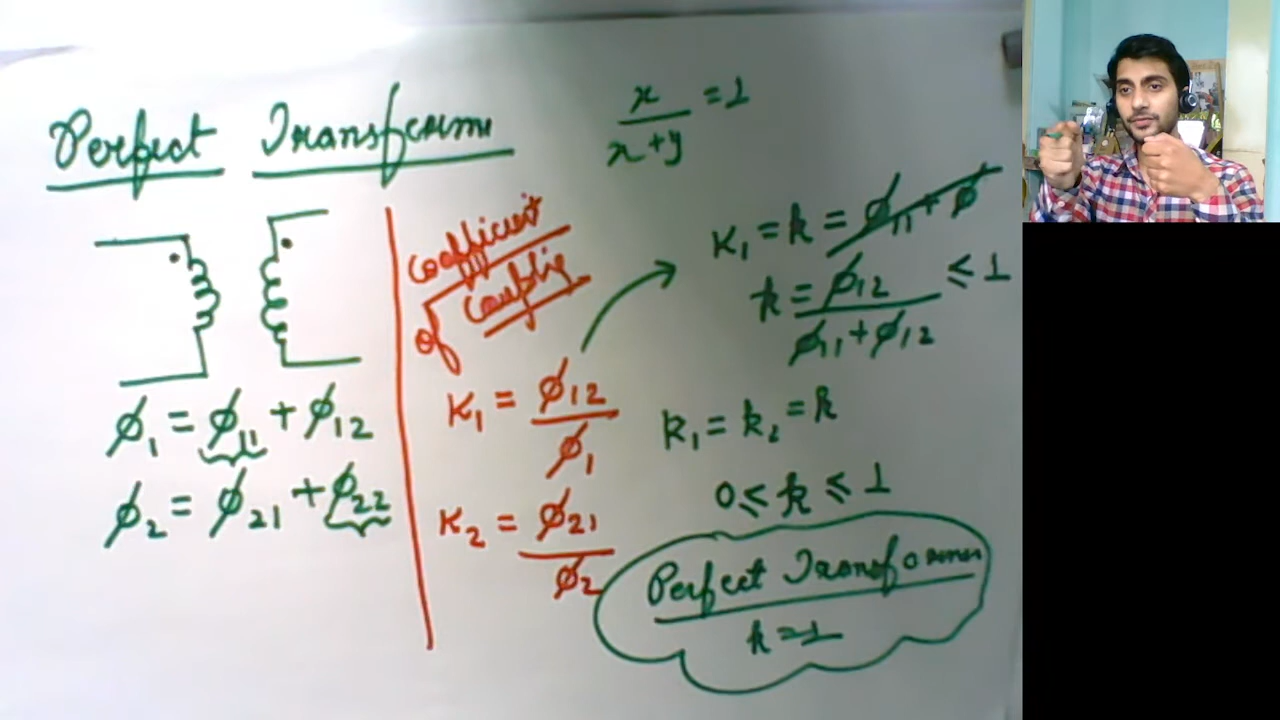 Perfect Transforme
x/x+y = 1
Coefficient
of Coupling
ϕ₁ = ϕ₁₁ + ϕ₁₂
ϕ₂ = ϕ₂₁ + ϕ₂₂
K₁ = ϕ₁₂/ϕ₁
K₂ = ϕ₂₁/ϕ₂
K₁ = k = ϕ₁₁ + ϕ
k = ϕ₁₂/ϕ₁₁+ϕ₁₂ ≤ 1
k₁ = k₂ = k
0 ≤ k ≤ 1
Perfect Transformer
k = 1